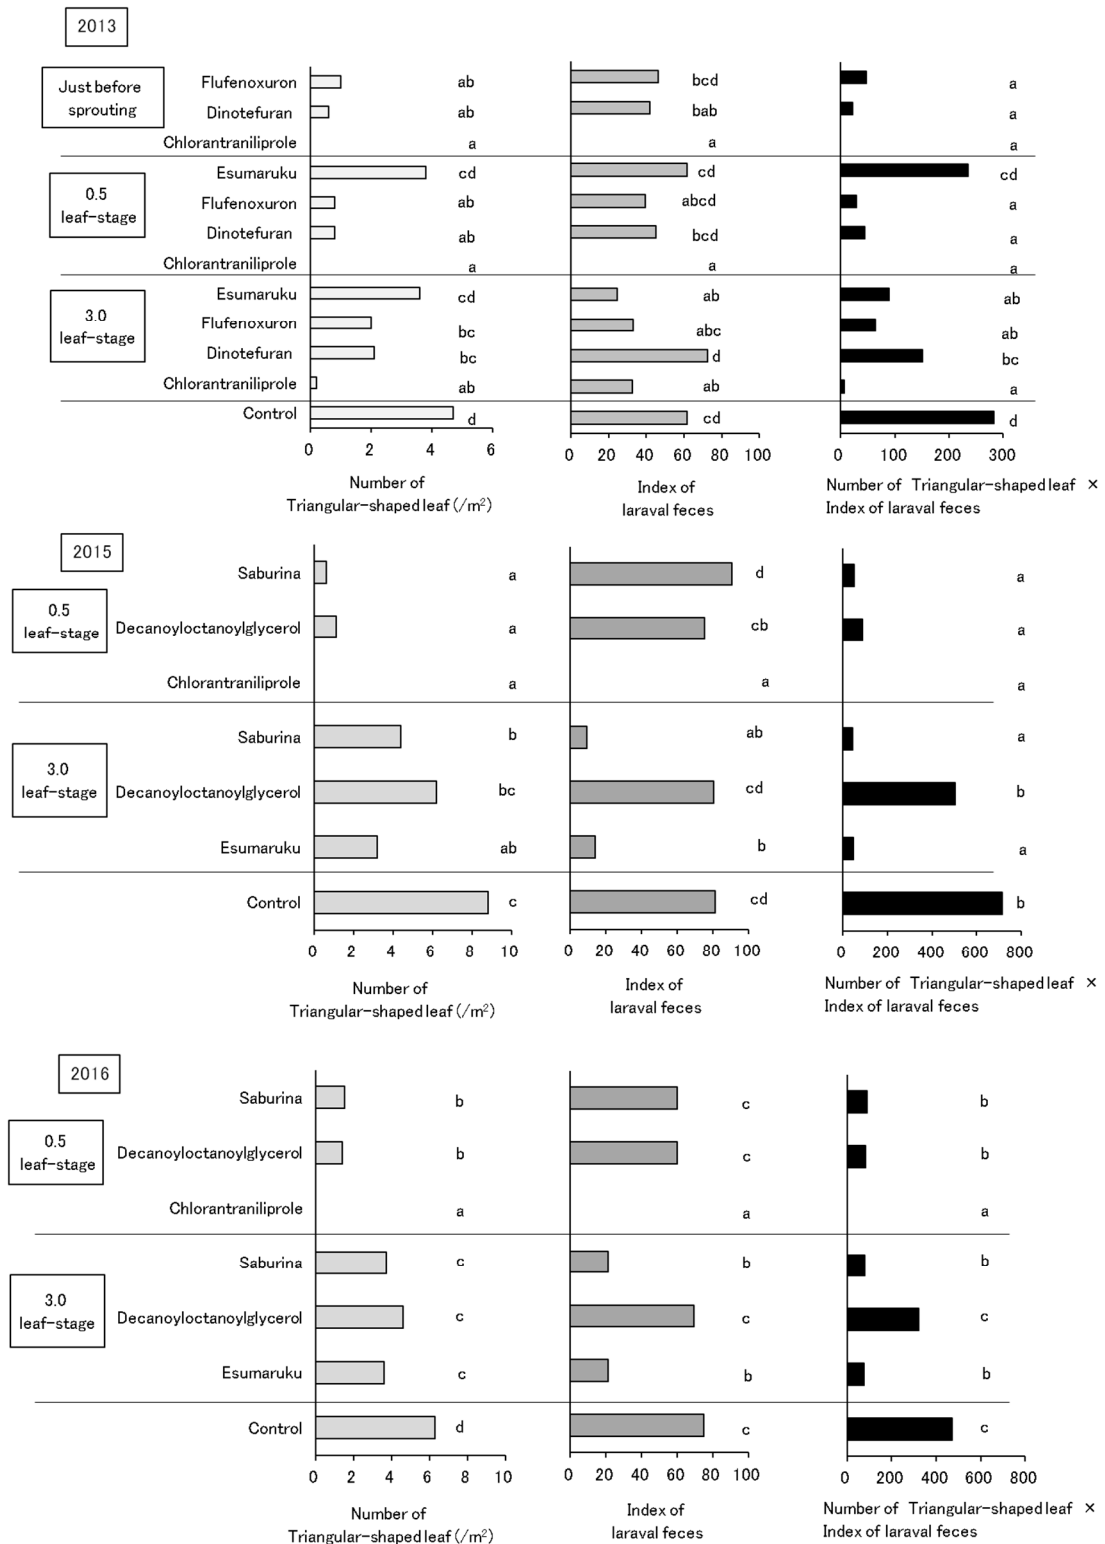 2013
Just before
sprouting
Flufenoxuron ab bcd a
Dinotefuran ab bab a
Chlorantraniliprole a a a
0.5
leaf-stage
Esumaruku cd cd cd
Flufenoxuron ab abcd a
Dinotefuran ab bcd a
Chlorantraniliprole a a a
3.0
leaf-stage
Esumaruku cd ab ab
Flufenoxuron bc abc ab
Dinotefuran bc d bc
Chlorantraniliprole ab ab a
Control d cd d
0 2 4 6 0 20 40 60 80 100 0 100 200 300
Number of
Triangular-shaped leaf (/m²)
Index of
laraval feces
Number of Triangular-shaped leaf ×
Index of laraval feces
2015
0.5
leaf-stage
Saburina a d a
Decanoyloctanoylglycerol a cb a
Chlorantraniliprole a a a
3.0
leaf-stage
Saburina b ab a
Decanoyloctanoylglycerol bc cd b
Esumaruku ab b a
Control c cd b
0 2 4 6 8 10 0 20 40 60 80 100 0 200 400 600 800
Number of
Triangular-shaped leaf (/m²)
Index of
laraval feces
Number of Triangular-shaped leaf ×
Index of laraval feces
2016
0.5
leaf-stage
Saburina b c b
Decanoyloctanoylglycerol b c b
Chlorantraniliprole a a a
3.0
leaf-stage
Saburina c b b
Decanoyloctanoylglycerol c c c
Esumaruku c b b
Control d c c
0 2 4 6 8 10 0 20 40 60 80 100 0 200 400 600 800
Number of
Triangular-shaped leaf (/m²)
Index of
laraval feces
Number of Triangular-shaped leaf ×
Index of laraval feces